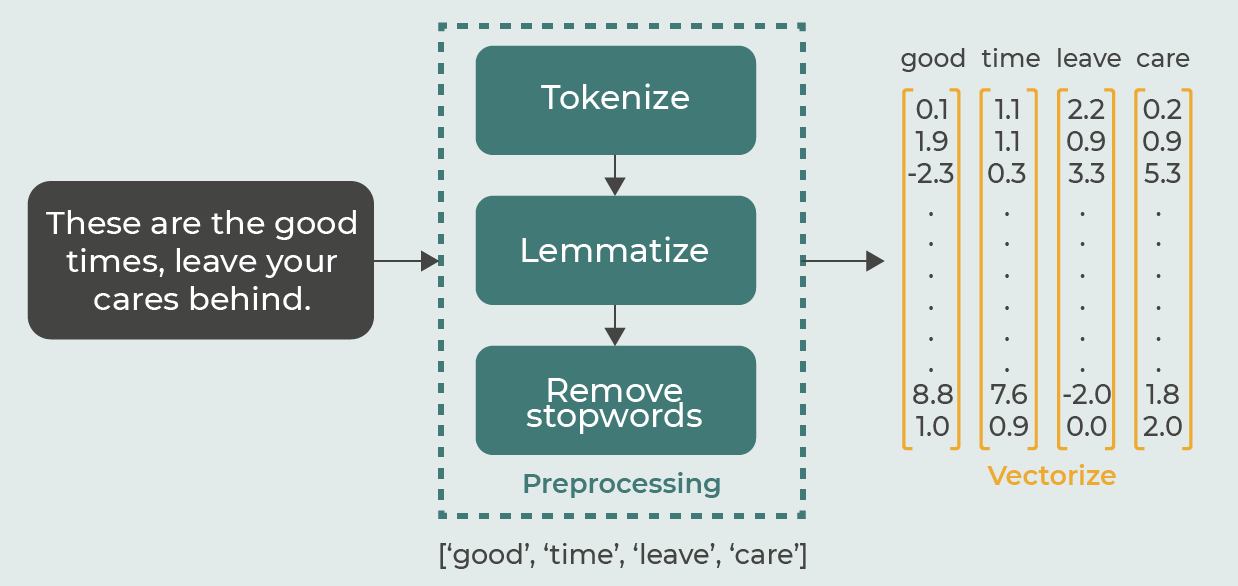 These are the good
times, leave your
cares behind.
Tokenize
Lemmatize
Remove
stopwords
Preprocessing
[‘good’, ‘time’, ‘leave’, ‘care’]
good time leave care
0.1 1.1 2.2 0.2
1.9 1.1 0.9 0.9
-2.3 0.3 3.3 5.3
. . . .
. . . .
. . . .
. . . .
. . . .
. . . .
8.8 7.6 -2.0 1.8
1.0 0.9 0.0 2.0
Vectorize